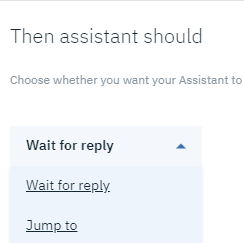 Then assistant should
Choose whether you want your Assistant to
Wait for reply
Wait for reply
Jump to